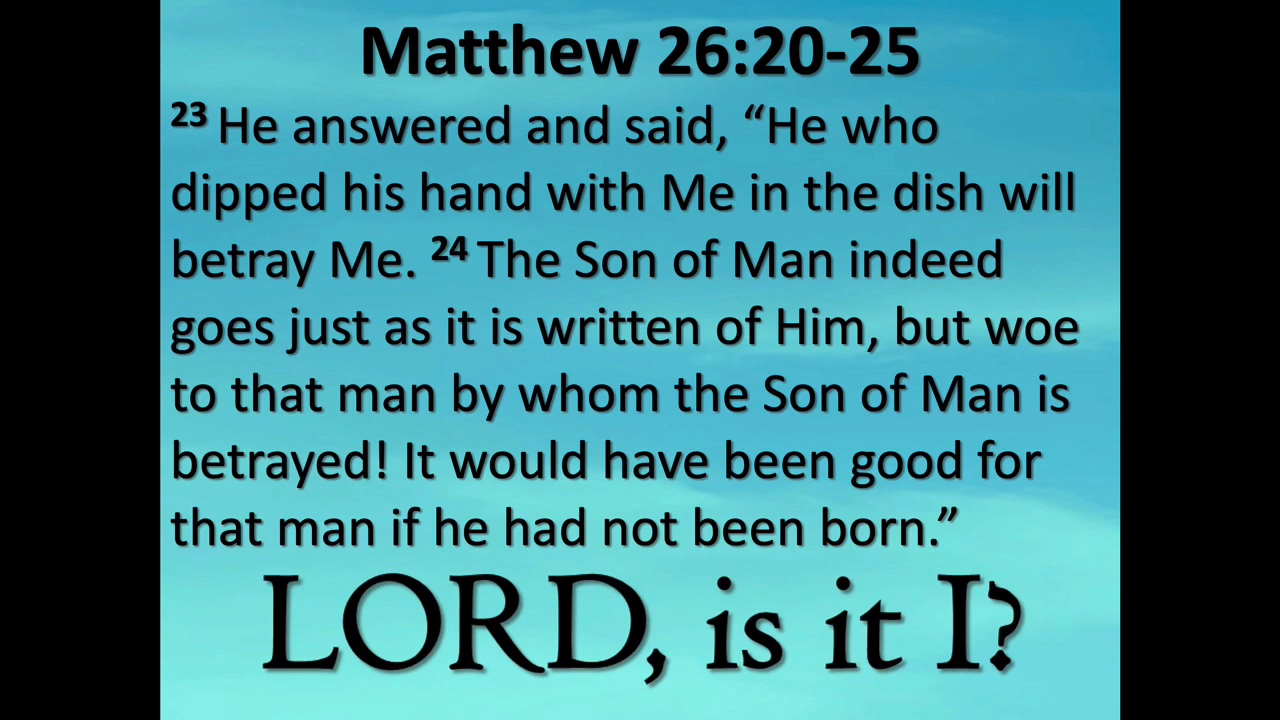 Matthew 26:20-25
23 He answered and said, “He who
dipped his hand with Me in the dish will
betray Me. 24 The Son of Man indeed
goes just as it is written of Him, but woe
to that man by whom the Son of Man is
betrayed! It would have been good for
that man if he had not been born.”
LORD, is it I?